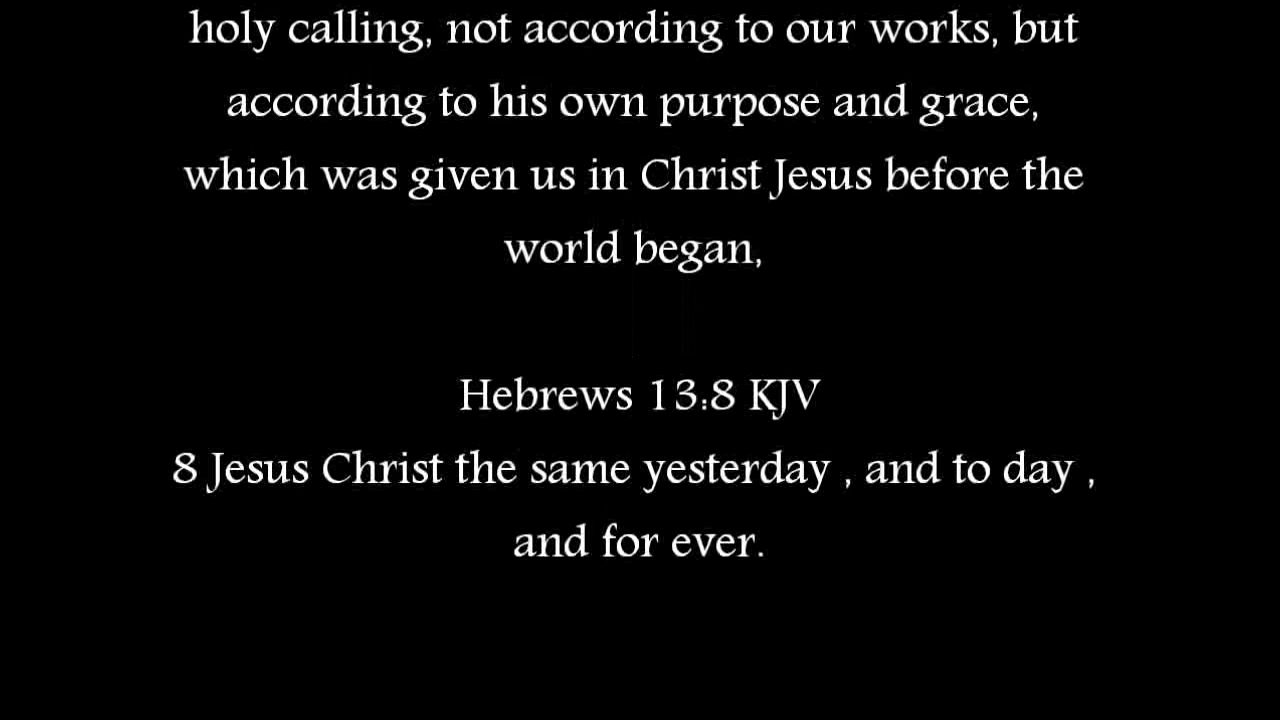 holy calling, not according to our works, but
according to his own purpose and grace,
which was given us in Christ Jesus before the
world began,
Hebrews 13:8 KJV
8 Jesus Christ the same yesterday , and to day ,
and for ever.